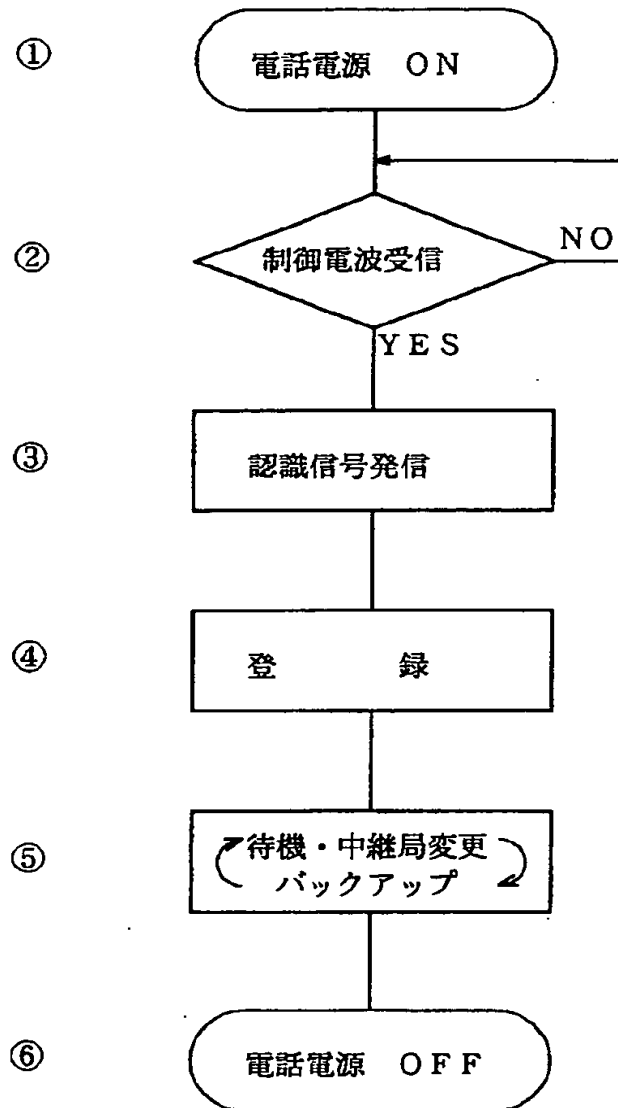 ① 電話電源 ON
② 制御電波受信 NO
YES
③ 認識信号発信
④ 登 録
⑤ 待機・中継局変更
バックアップ
⑥ 電話電源 OFF